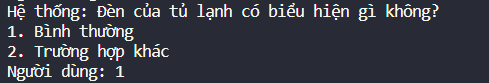 Hệ thống: Đèn của tủ lạnh có biểu hiện gì không?
1. Bình thường
2. Trường hợp khác
Người dùng: 1